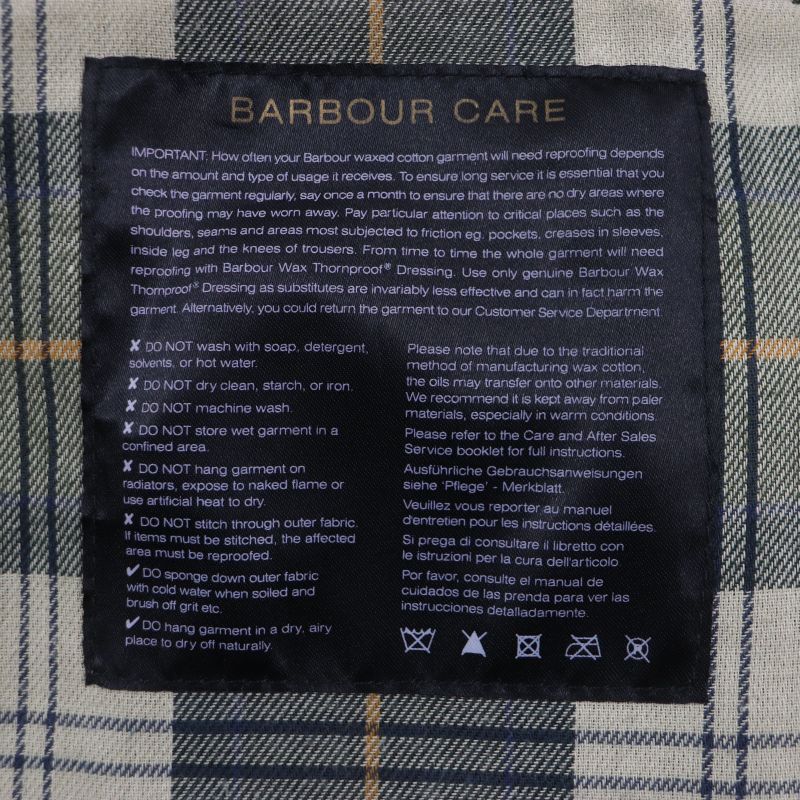 BARBOUR CARE
IMPORTANT: How often your Barbour waxed cotton garment will need reproofing depends
on the amount and type of usage it receives. To ensure long service it is essential that you
check the garment regularly, say once a month to ensure that there are no dry areas where
the proofing may have worn away. Pay particular attention to critical places such as the
shoulders, seams and areas most subjected to friction eg. pockets, creases in sleeves,
inside leg and the knees of trousers. From time to time the whole garment will need
reproofing with Barbour Wax Thornproof® Dressing. Use only genuine Barbour Wax
Thornproof® Dressing as substitutes are invariably less effective and can in fact harm the
garment. Alternatively, you could return the garment to our Customer Service Department.
✘ DO NOT wash with soap, detergent,
solvents, or hot water.
✘ DO NOT dry clean, starch, or iron.
✘ DO NOT machine wash.
✘ DO NOT store wet garment in a
confined area.
✘ DO NOT hang garment on
radiators, expose to naked flame or
use artificial heat to dry.
✘ DO NOT stitch through outer fabric.
If items must be stitched, the affected
area must be reproofed.
✔ DO sponge down outer fabric
with cold water when soiled and
brush off grit etc.
✔ DO hang garment in a dry, airy
place to dry off naturally.
Please note that due to the traditional
method of manufacturing wax cotton,
the oils may transfer onto other materials.
We recommend it is kept away from paler
materials, especially in warm conditions.
Please refer to the Care and After Sales
Service booklet for full instructions.
Ausführliche Gebrauchsanweisungen
siehe 'Pflege' - Merkblatt.
Veuillez vous reporter au manuel
d'entretien pour les instructions détaillées.
Si prega di consultare il libretto con
le istruzioni per la cura dell'articolo.
Por favor, consulte el manual de
cuidados de las prenda para ver las
instrucciones detalladamente.